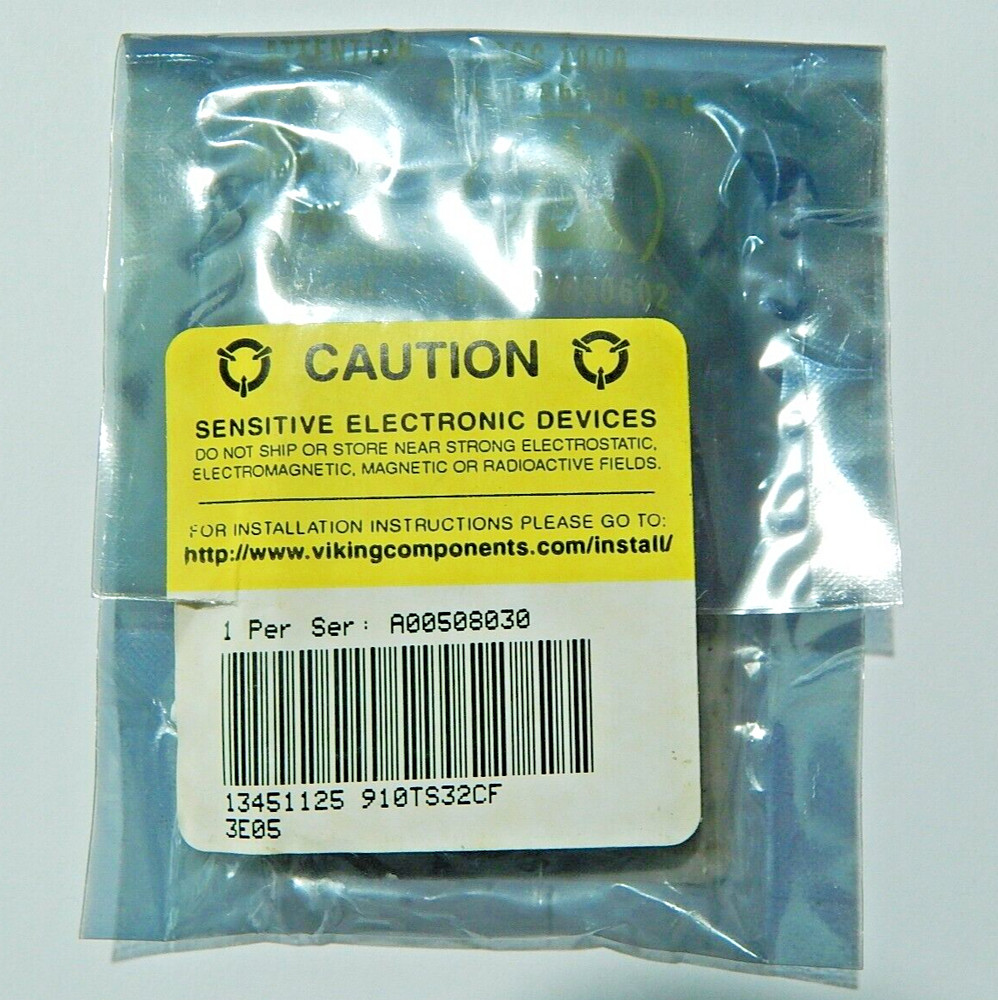 ATTENTION
CAUTION
SENSITIVE ELECTRONIC DEVICES
DO NOT SHIP OR STORE NEAR STRONG ELECTROSTATIC,
ELECTROMAGNETIC, MAGNETIC OR RADIOACTIVE FIELDS.
FOR INSTALLATION INSTRUCTIONS PLEASE GO TO:
http://www.vikingcomponents.com/install/
1 Per Ser: A00508030
13451125 910TS32CF
3E05